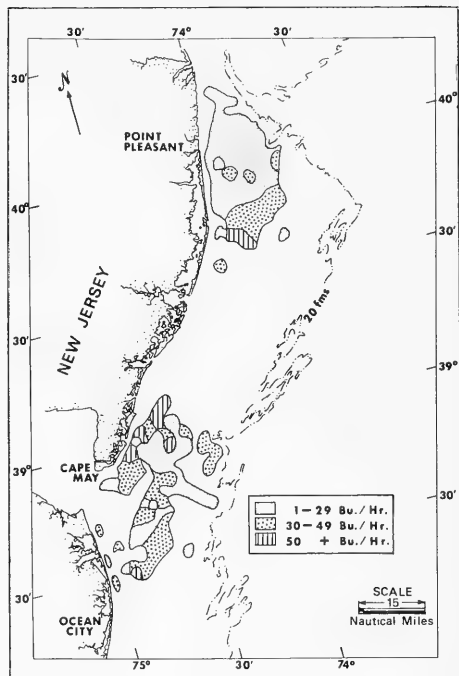 30' 74° 30'
30'
N
40°
POINT
PLEASANT
40°
30'
NEW JERSEY
20 fms
30'
39°
39°
CAPE
MAY
30'
1-29 Bu./Hr.
30-49 Bu./Hr.
50 + Bu./Hr.
SCALE
15
Nautical Miles
30'
OCEAN
CITY
75° 30' 74°